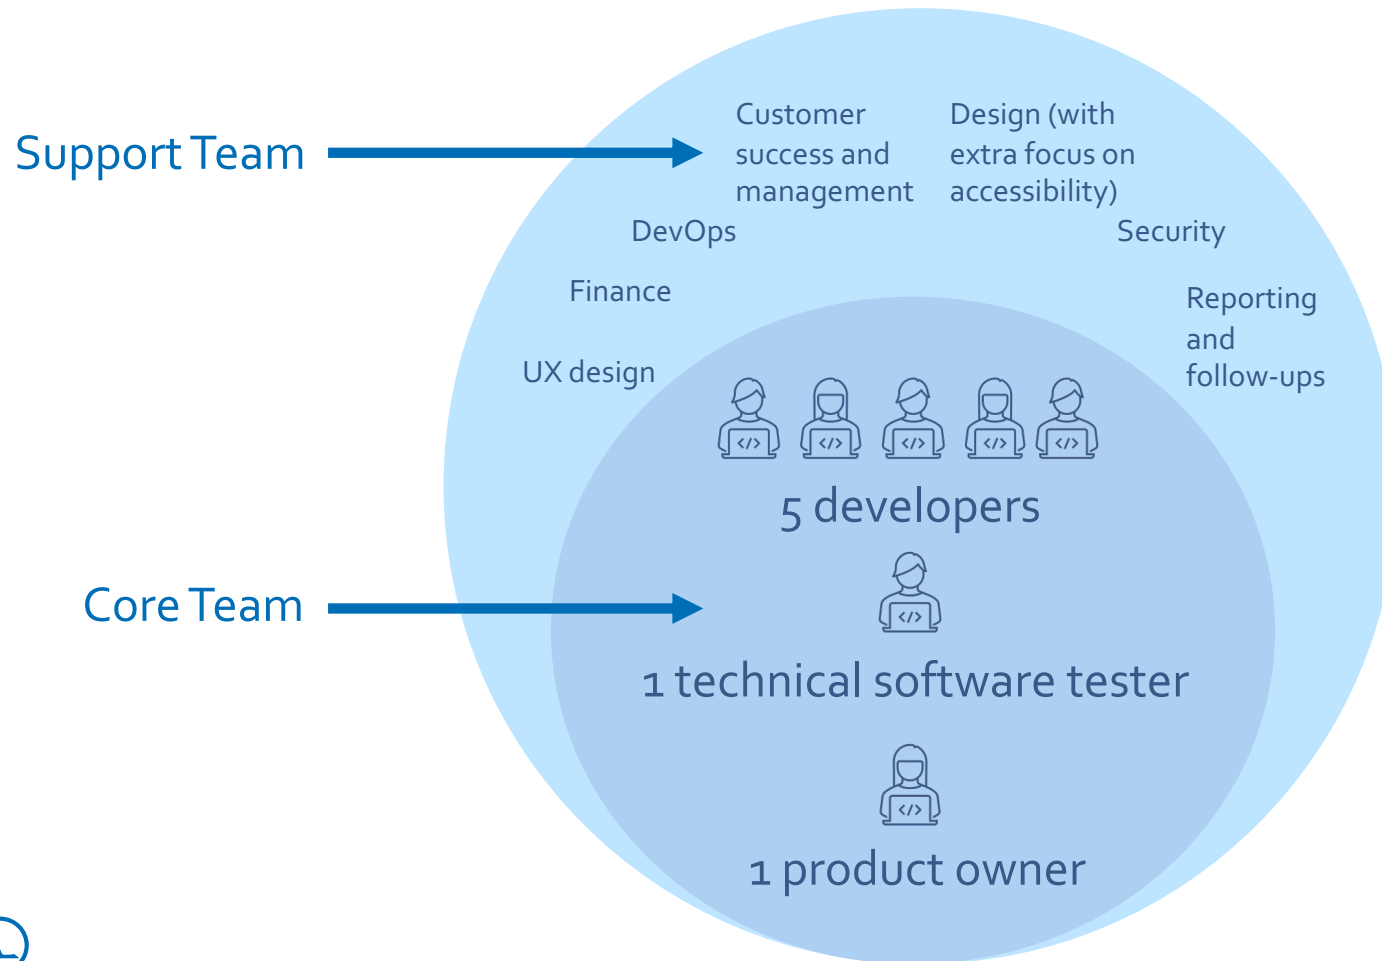 Support Team
Customer
success and
management
Design (with
extra focus on
accessibility)
DevOps
Security
Finance
Reporting
and
follow-ups
UX design
</>
</>
</>
</>
</>
5 developers
Core Team
</>
1 technical software tester
</>
1 product owner